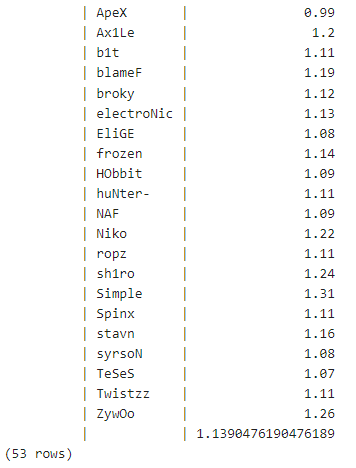 | ApeX | 0.99
| Ax1Le | 1.2
| b1t | 1.11
| blameF | 1.19
| broky | 1.12
| electroNic | 1.13
| EliGE | 1.08
| frozen | 1.14
| HObbit | 1.09
| huNter- | 1.11
| NAF | 1.09
| Niko | 1.22
| ropz | 1.11
| sh1ro | 1.24
| Simple | 1.31
| Spinx | 1.11
| stavn | 1.16
| syrsoN | 1.08
| TeSeS | 1.07
| Twistzz | 1.11
| ZywOo | 1.26
| | 1.1390476190476189
(53 rows)